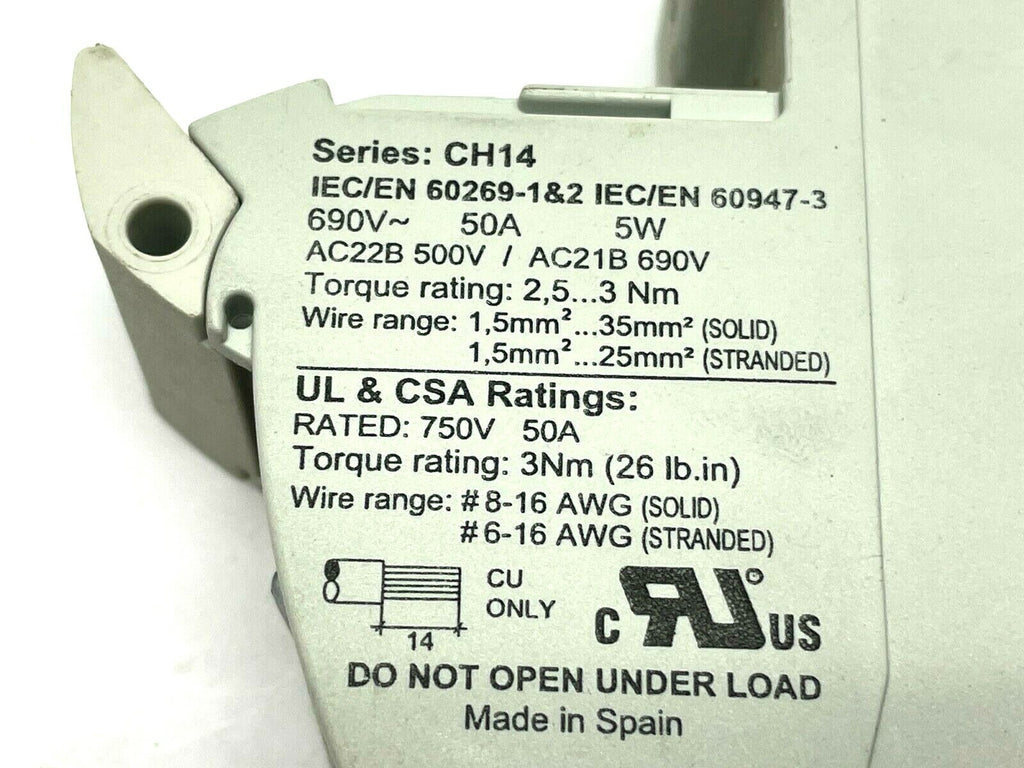 Series: CH14
IEC/EN 60269-1&2 IEC/EN 60947-3
690V~ 50A 5W
AC22B 500V / AC21B 690V
Torque rating: 2,5...3 Nm
Wire range: 1,5mm²...35mm² (SOLID)
1,5mm²...25mm² (STRANDED)
UL & CSA Ratings:
RATED: 750V 50A
Torque rating: 3Nm (26 lb.in)
Wire range: #8-16 AWG (SOLID)
#6-16 AWG (STRANDED)
CU
ONLY
14
C RU US
DO NOT OPEN UNDER LOAD
Made in Spain